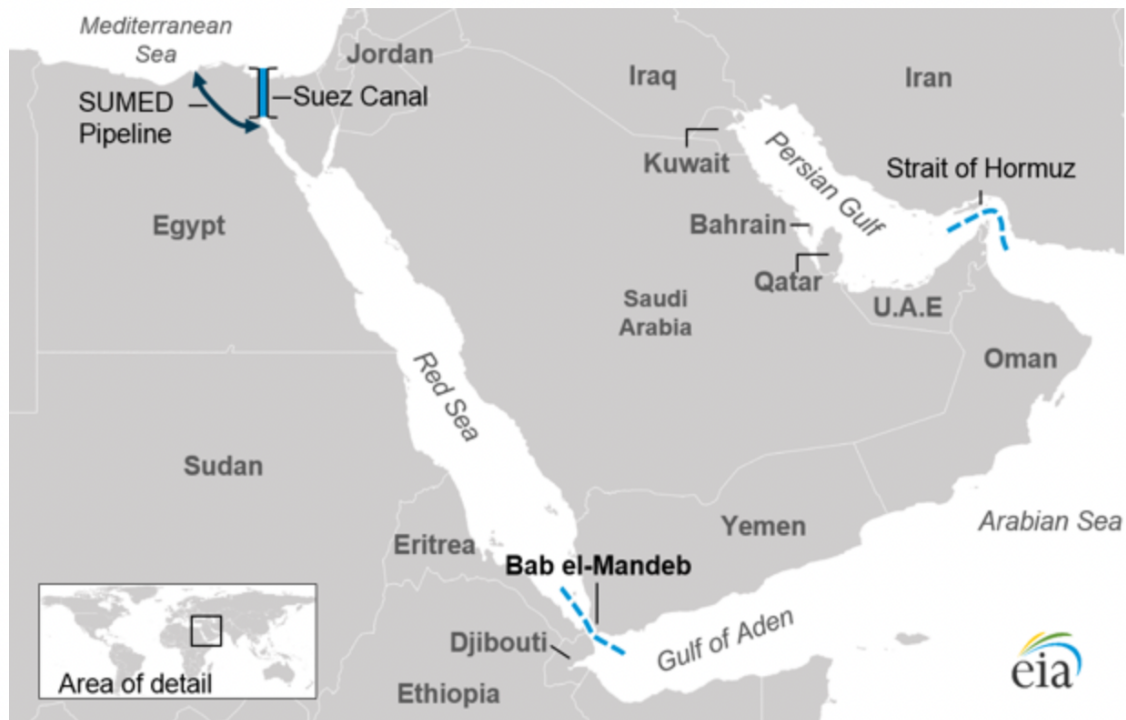 Mediterranean
Sea
Jordan
Iraq
Iran
SUMED
Pipeline
Suez Canal
Kuwait
Persian Gulf
Strait of Hormuz
Egypt
Bahrain
Qatar
Saudi
Arabia
U.A.E
Oman
Red Sea
Sudan
Arabian Sea
Yemen
Eritrea
Bab el-Mandeb
Djibouti
Gulf of Aden
Area of detail
Ethiopia
eia